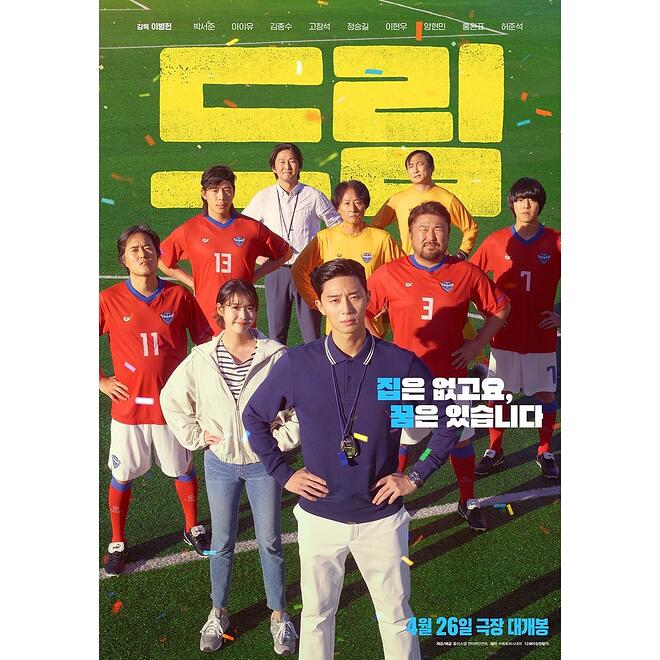 감독 이병헌 박서준 아이유 김종수 고창석 정승길 이현우 양현민 홍완표 허준석
드림
13
3
7
11
7
집은 없고요,
꿈은 있습니다
4월 26일 극장 대개봉